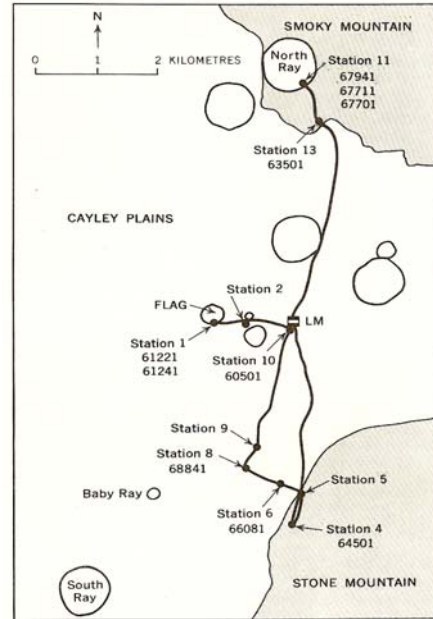 SMOKY MOUNTAIN
N
North
Ray
Station 11
67941
67711
67701
0 1 2 KILOMETRES
Station 13
63501
CAYLEY PLAINS
Station 2
FLAG
LM
Station 1
61221
61241
Station 10
60501
Station 9
Station 8
68841
Station 5
Baby Ray
Station 6
66081
Station 4
64501
South
Ray
STONE MOUNTAIN